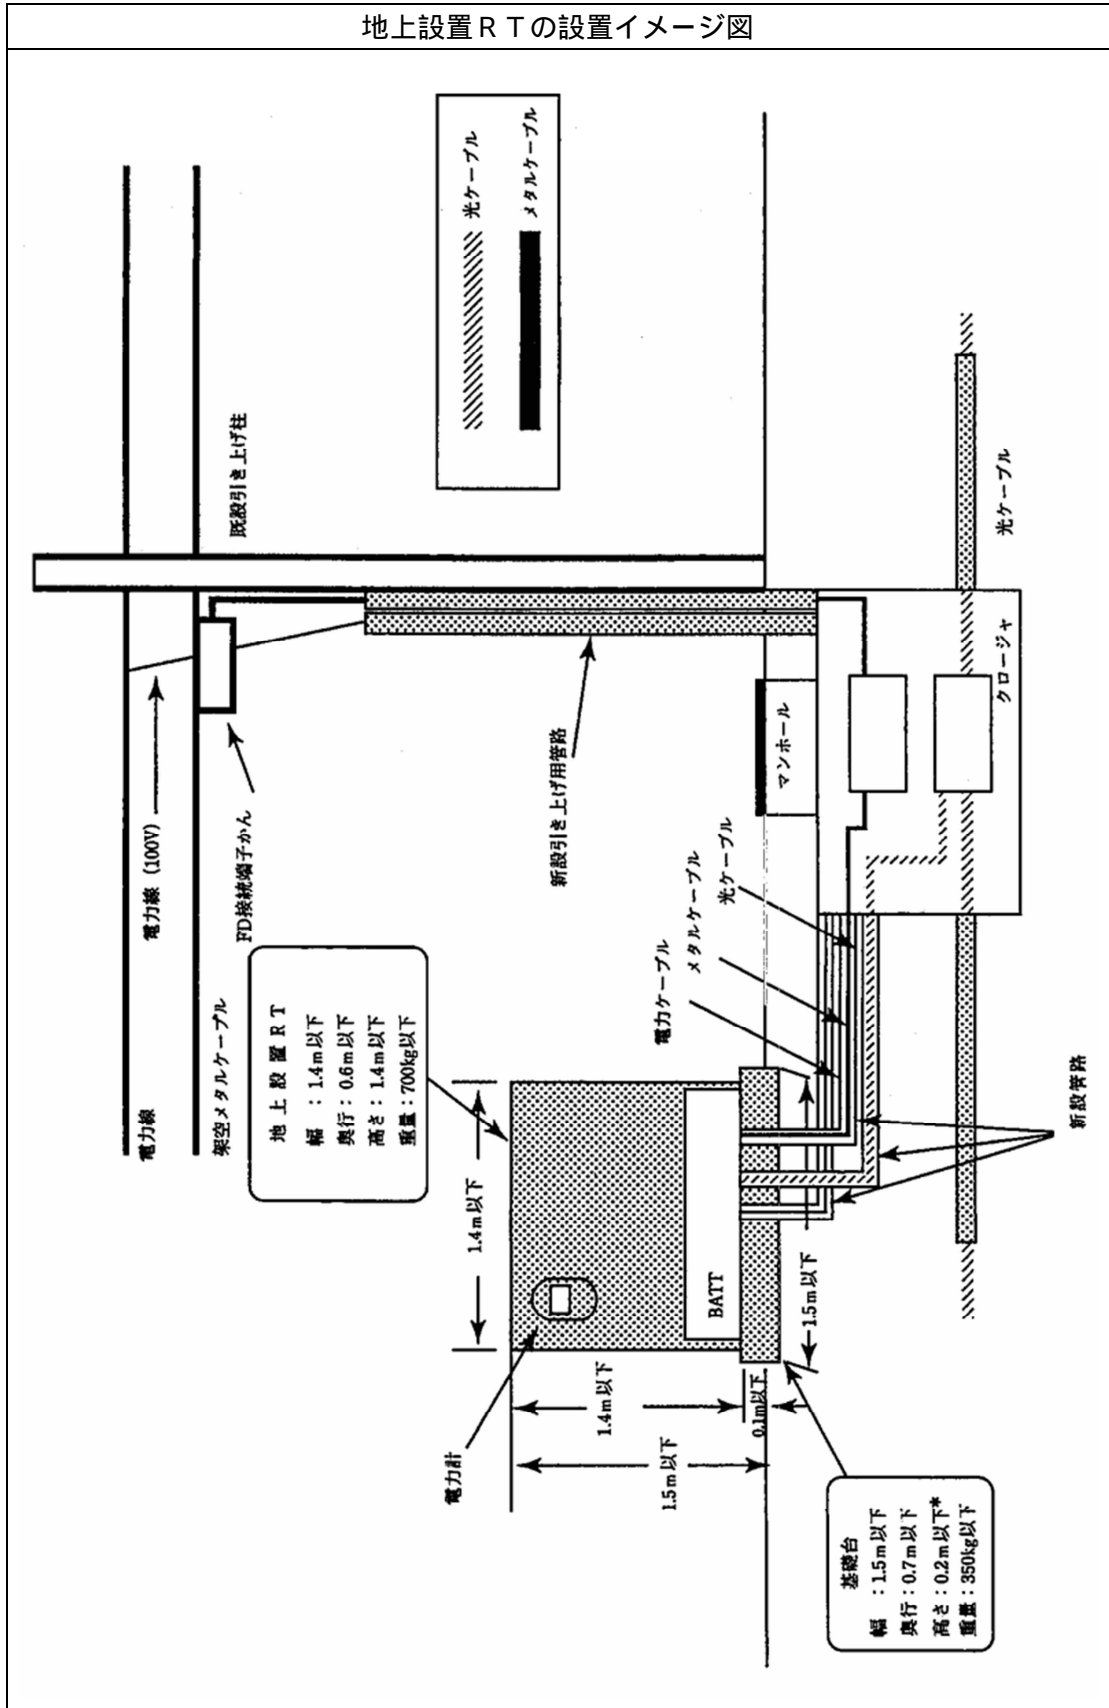 地上設置RTの設置イメージ図
電力線
電力線 (100V)
架空メタルケーブル
FD接続端子かん
既設引き上げ柱
光ケーブル
メタルケーブル
地上設置RT
幅 : 1.4m以下
奥行 : 0.6m以下
高さ : 1.4m以下
重量 : 700kg以下
新設引き上げ用管路
1.4m以下
電力計
1.4m以下
1.5m以下
0.1m以下
BATT
1.5m以下
電力ケーブル
メタルケーブル
光ケーブル
マンホール
クロージャ
光ケーブル
新設管路
基礎台
幅 : 1.5m以下
奥行 : 0.7m以下
高さ : 0.2m以下*
重量 : 350kg以下